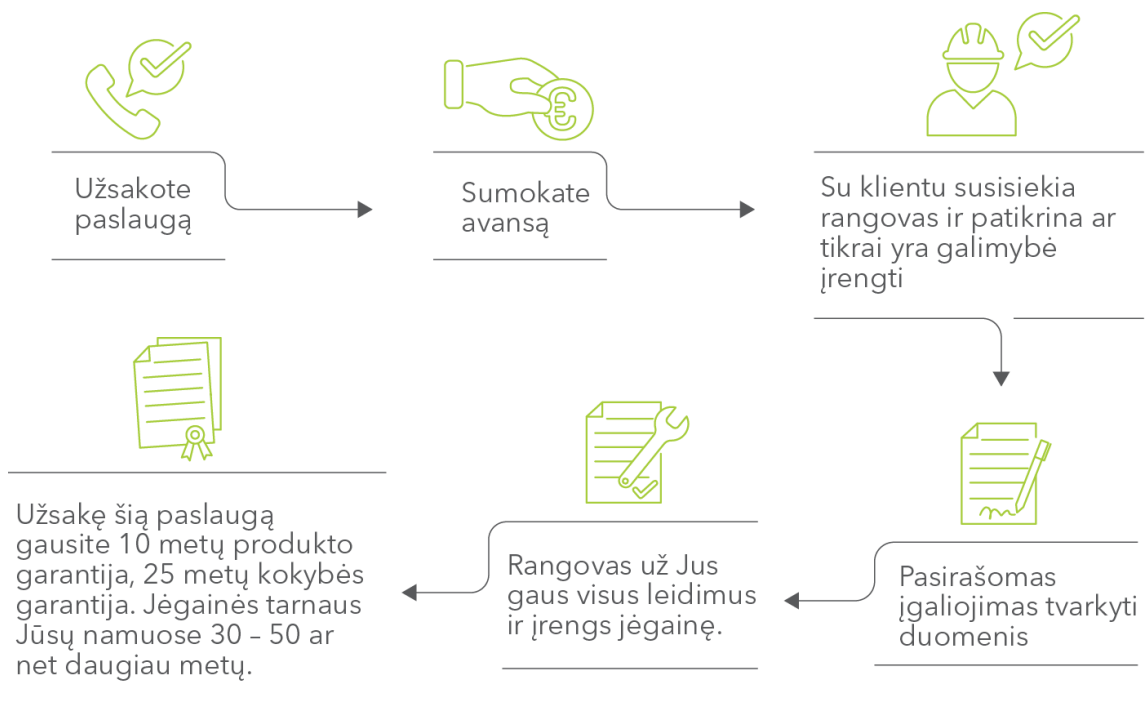 Užsakote
paslaugą
Sumokate
avansą
Su klientu susisiekia
rangovas ir patikrina ar
tikrai yra galimybė
įrengti
Pasirašomas
įgaliojimas tvarkyti
duomenis
Rangovas už Jus
gaus visus leidimus
ir įrengs jėgainę.
Užsakę šią paslaugą
gausite 10 metų produkto
garantija, 25 metų kokybės
garantija. Jėgainės tarnaus
Jūsų namuose 30 – 50 ar
net daugiau metų.